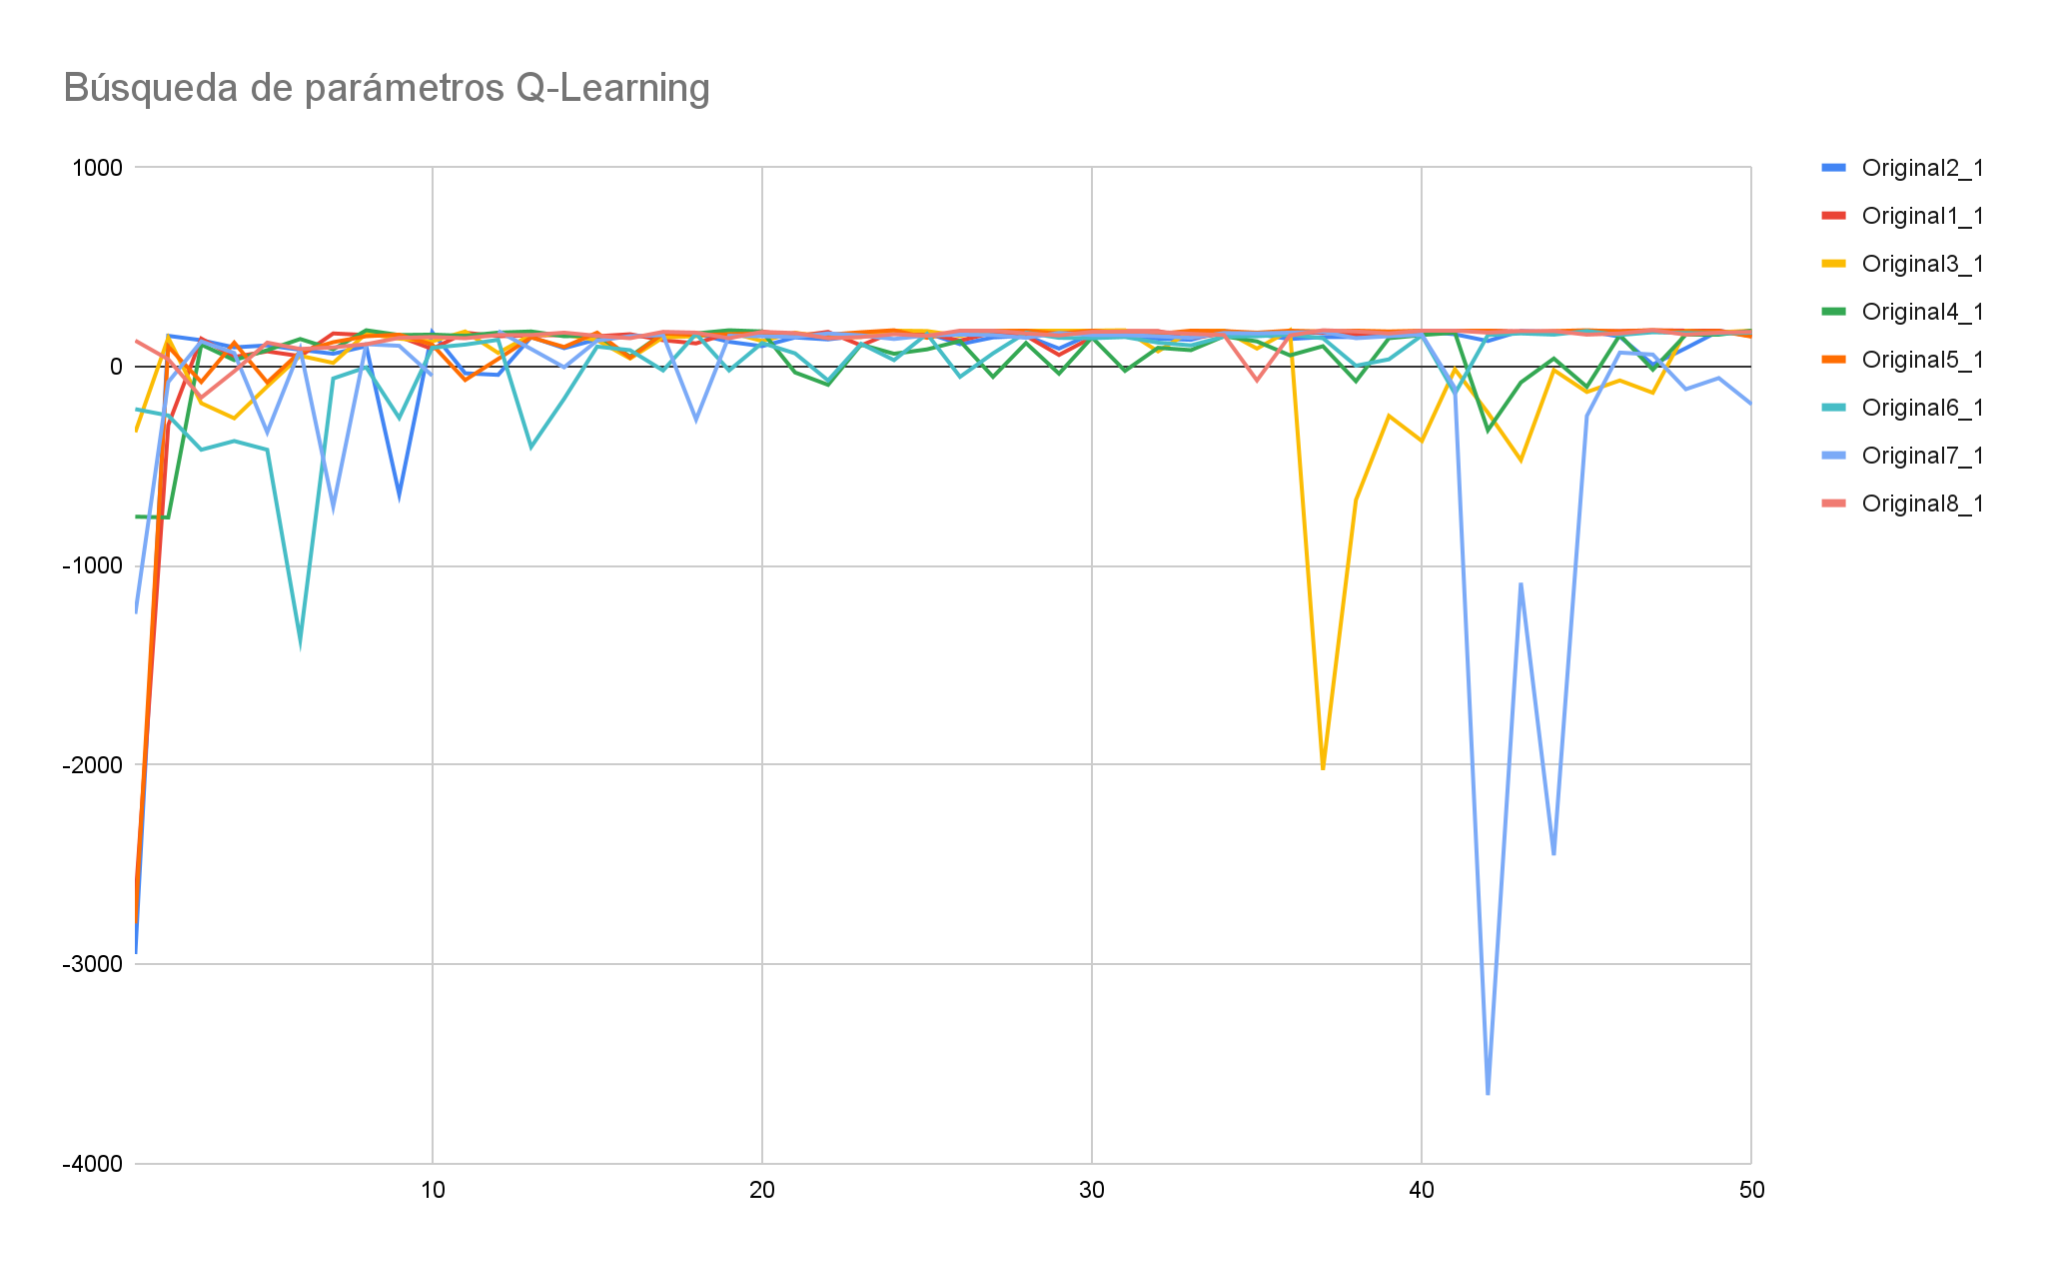 Búsqueda de parámetros Q-Learning
1000
0
-1000
-2000
-3000
-4000
10 20 30 40 50
Original2_1
Original1_1
Original3_1
Original4_1
Original5_1
Original6_1
Original7_1
Original8_1